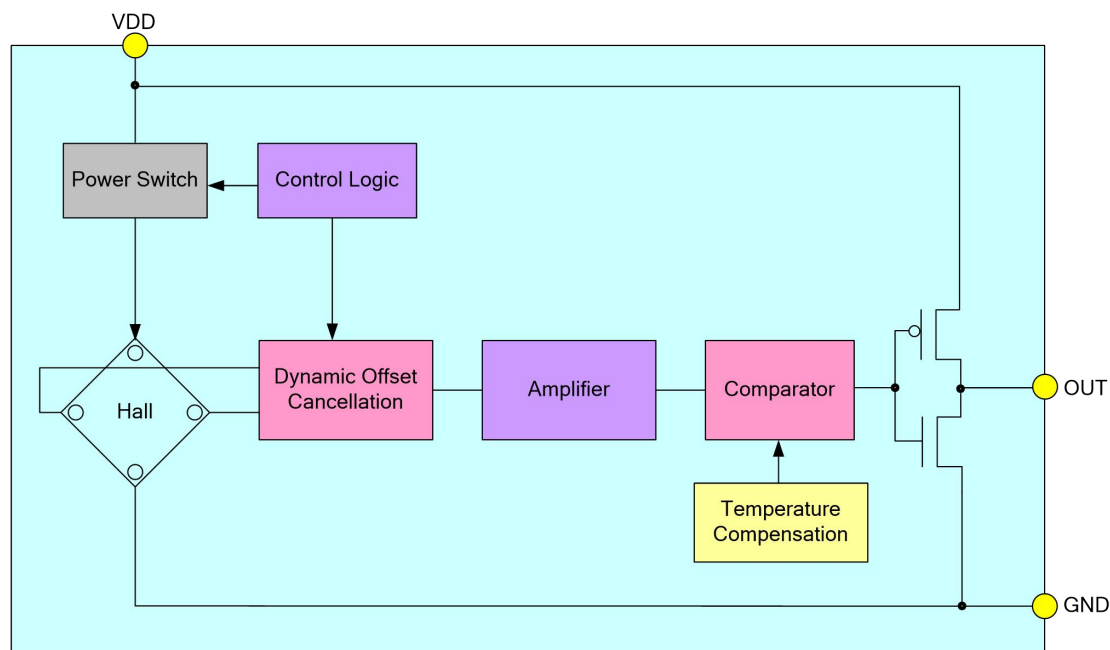 VDD
Power Switch
Control Logic
Hall
Dynamic Offset
Cancellation
Amplifier
Comparator
OUT
Temperature
Compensation
GND